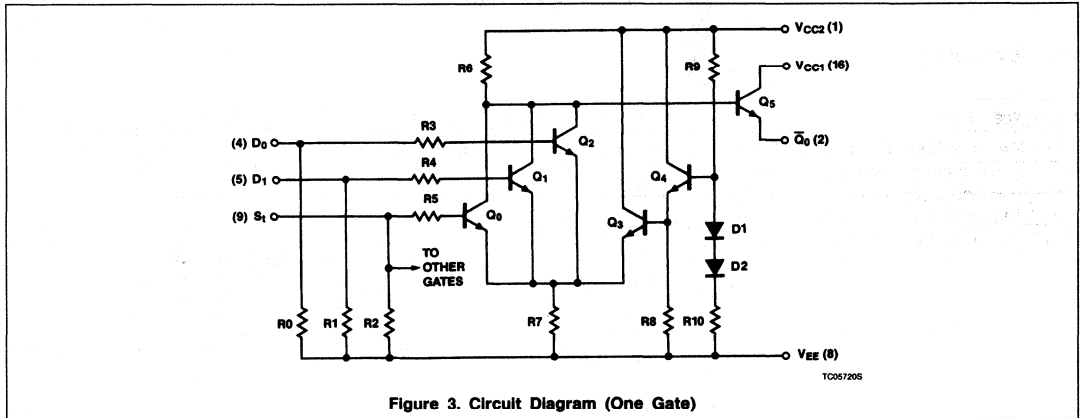 VCC2 (1)
R6
R9
VCC1 (16)
Q5
Q̅0 (2)
(4) D0
R3
Q2
(5) D1
R4
Q1
Q4
(9) S1
R5
Q0
Q3
D1
TO
OTHER
GATES
D2
R0
R1
R2
R7
R8
R10
VEE (8)
TC05720S
Figure 3. Circuit Diagram (One Gate)